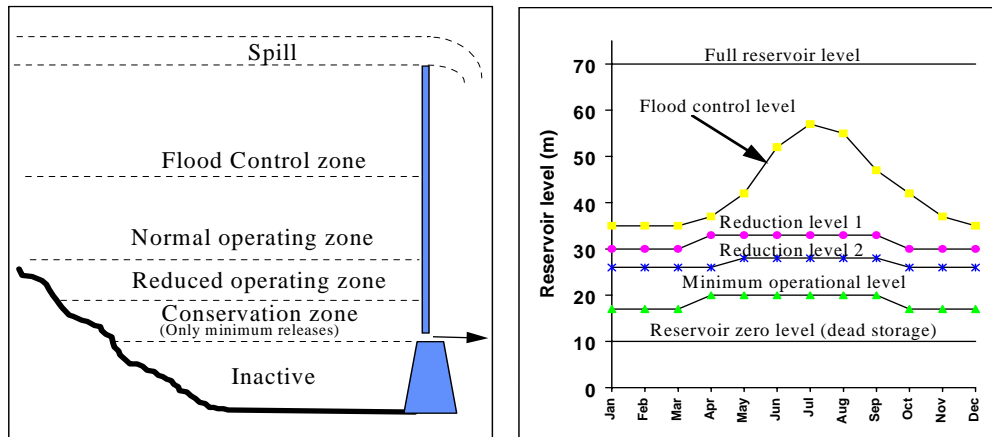 Spill
Flood Control zone
Normal operating zone
Reduced operating zone
Conservation zone
(Only minimum releases)
Inactive
Reservoir level (m)
70
60
50
40
30
20
10
0
Full reservoir level
Flood control level
Reduction level 1
Reduction level 2
Minimum operational level
Reservoir zero level (dead storage)
Jan
Feb
Mar
Apr
May
Jun
Jul
Aug
Sep
Oct
Nov
Dec